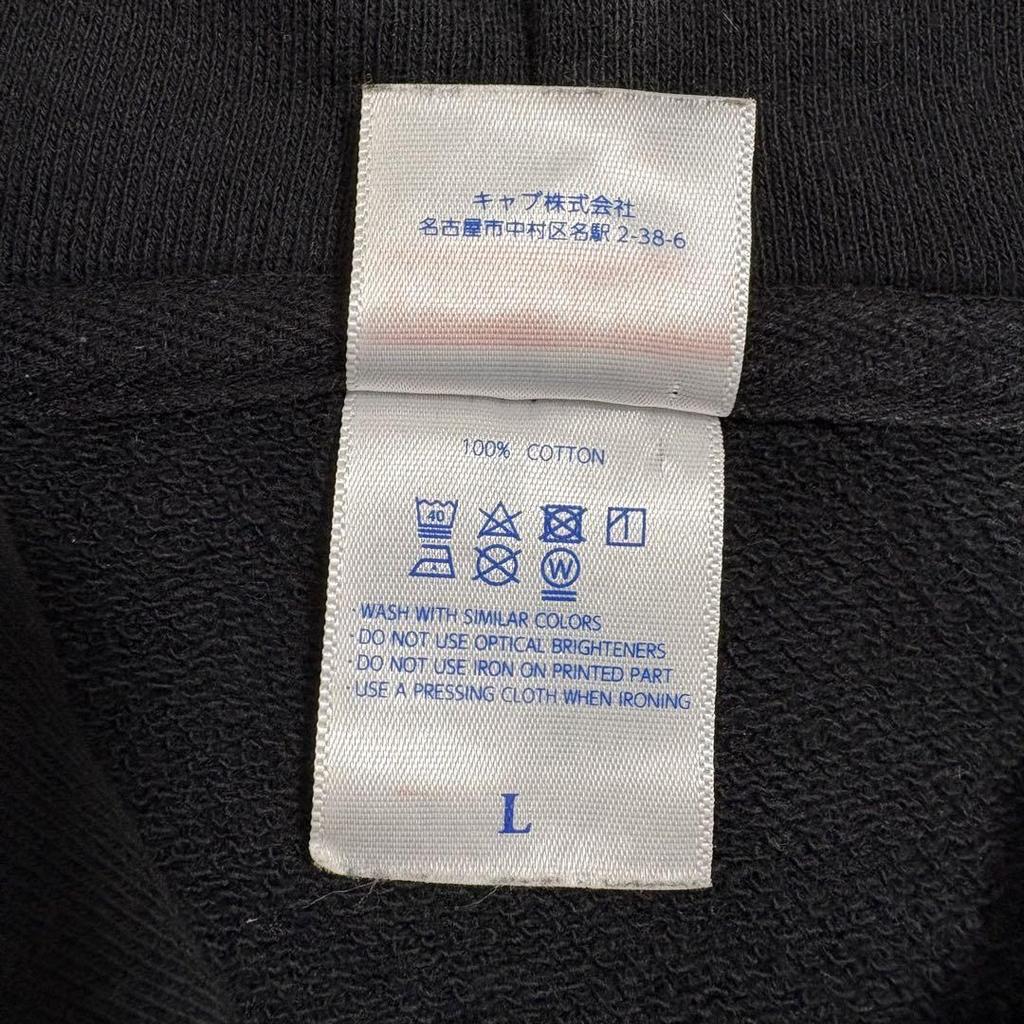 キャブ株式会社
名古屋市中村区名駅 2-38-6
100% COTTON
40
W
·WASH WITH SIMILAR COLORS
·DO NOT USE OPTICAL BRIGHTENERS
·DO NOT USE IRON ON PRINTED PART
·USE A PRESSING CLOTH WHEN IRONING
L